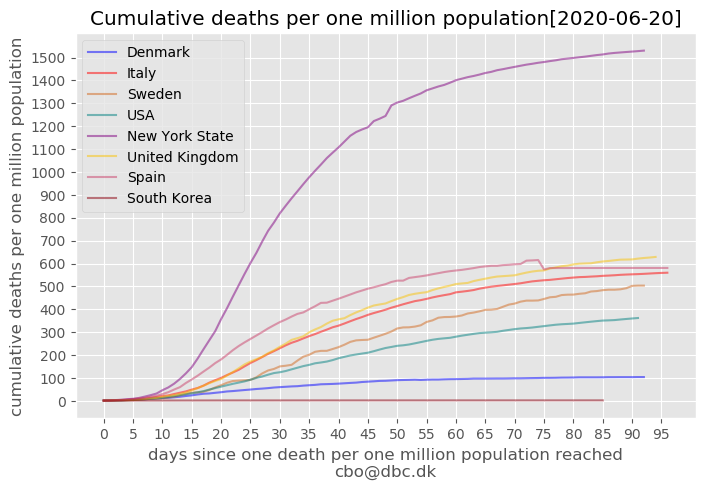 Cumulative deaths per one million population[2020-06-20]
cumulative deaths per one million population
1500
1400
1300
1200
1100
1000
900
800
700
600
500
400
300
200
100
0
Denmark
Italy
Sweden
USA
New York State
United Kingdom
Spain
South Korea
0 5 10 15 20 25 30 35 40 45 50 55 60 65 70 75 80 85 90 95
days since one death per one million population reached
cbo@dbc.dk